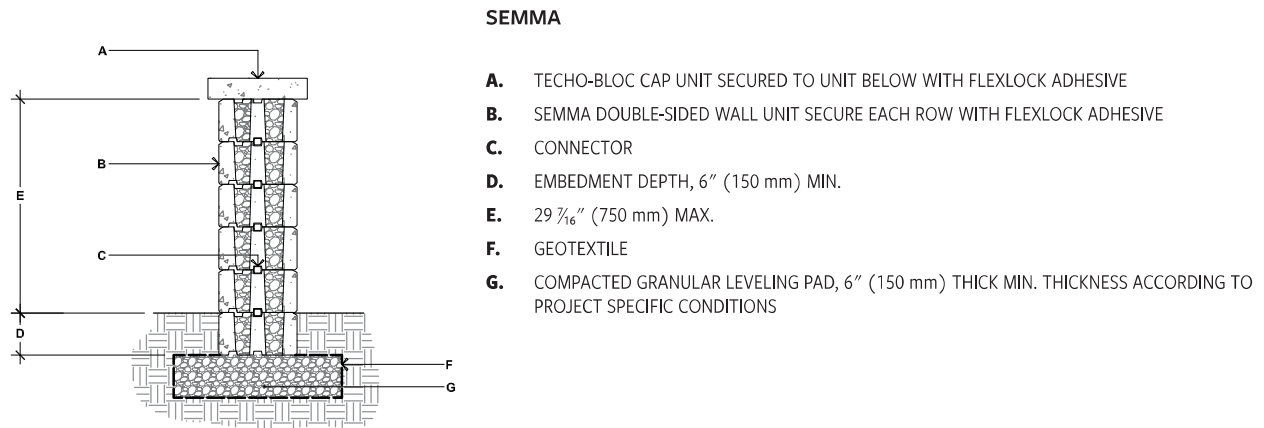 SEMMA
A. TECHO-BLOC CAP UNIT SECURED TO UNIT BELOW WITH FLEXLOCK ADHESIVE
B. SEMMA DOUBLE-SIDED WALL UNIT SECURE EACH ROW WITH FLEXLOCK ADHESIVE
C. CONNECTOR
D. EMBEDMENT DEPTH, 6″ (150 mm) MIN.
E. 29 7⁄16″ (750 mm) MAX.
F. GEOTEXTILE
G. COMPACTED GRANULAR LEVELING PAD, 6″ (150 mm) THICK MIN. THICKNESS ACCORDING TO
PROJECT SPECIFIC CONDITIONS
A
B
E
C
D
F
G